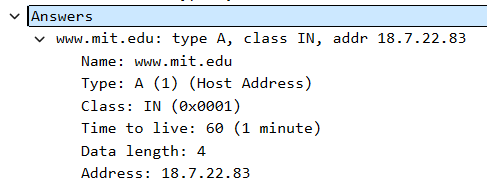 Answers
www.mit.edu: type A, class IN, addr 18.7.22.83
Name: www.mit.edu
Type: A (1) (Host Address)
Class: IN (0x0001)
Time to live: 60 (1 minute)
Data length: 4
Address: 18.7.22.83